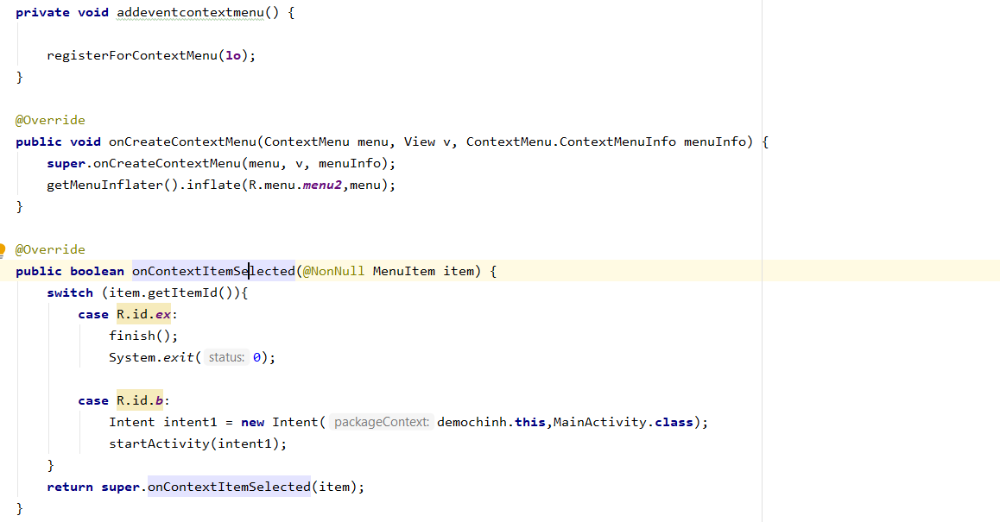 private void addeventcontextmenu() {
registerForContextMenu(lo);
}
@Override
public void onCreateContextMenu(ContextMenu menu, View v, ContextMenu.ContextMenuInfo menuInfo) {
super.onCreateContextMenu(menu, v, menuInfo);
getMenuInflater().inflate(R.menu.menu2,menu);
}
@Override
public boolean onContextItemSelected(@NonNull MenuItem item) {
switch (item.getItemId()){
case R.id.ex:
finish();
System.exit( status: 0);
case R.id.b:
Intent intent1 = new Intent( packageContext: demochinh.this,MainActivity.class);
startActivity(intent1);
}
return super.onContextItemSelected(item);
}